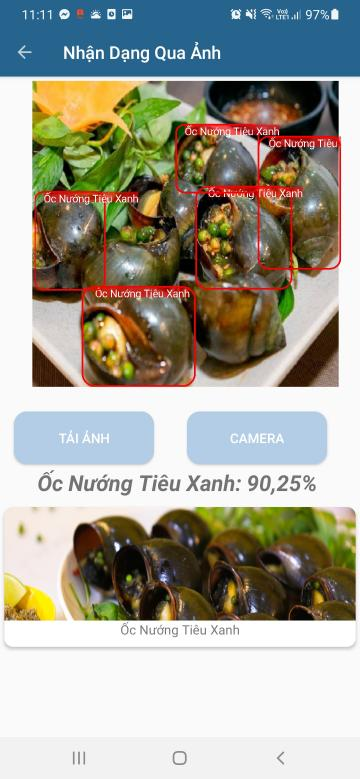 11:11
97%
Nhận Dạng Qua Ảnh
Ốc Nướng Tiêu Xanh
Ốc Nướng Tiêu
Ốc Nướng Tiêu Xanh
Ốc Nướng Tiêu Xanh
Ốc Nướng Tiêu Xanh
TẢI ẢNH
CAMERA
Ốc Nướng Tiêu Xanh: 90,25%
Ốc Nướng Tiêu Xanh